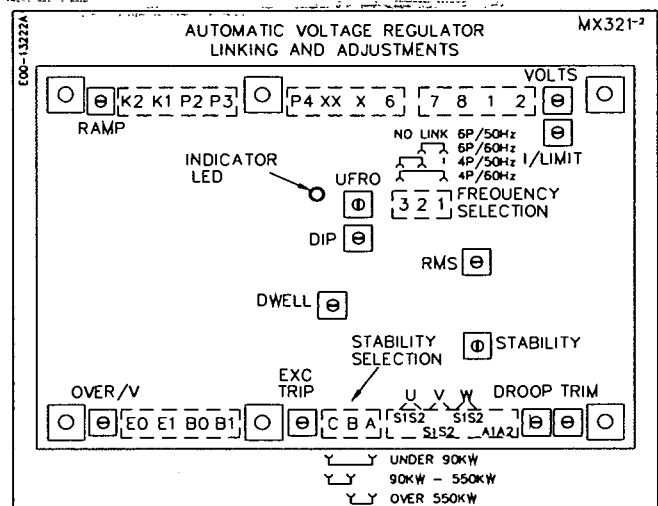 E00-13222A
AUTOMATIC VOLTAGE REGULATOR
LINKING AND ADJUSTMENTS
MX321-2
VOLTS
K2 K1 P2 P3
P4 XX X 6
7 8 1 2
RAMP
NO LINK 6P/50Hz
6P/60Hz
4P/50Hz
4P/60Hz
I/LIMIT
INDICATOR
LED
UFRO
3 2 1
FREQUENCY
SELECTION
DIP
RMS
DWELL
STABILITY
SELECTION
STABILITY
OVER/V
EXC
TRIP
U V W
DROOP TRIM
E0 E1 B0 B1
C B A
S1S2
S1S2
S1S2
A1A2
UNDER 90KW
90KW - 550KW
OVER 550KW